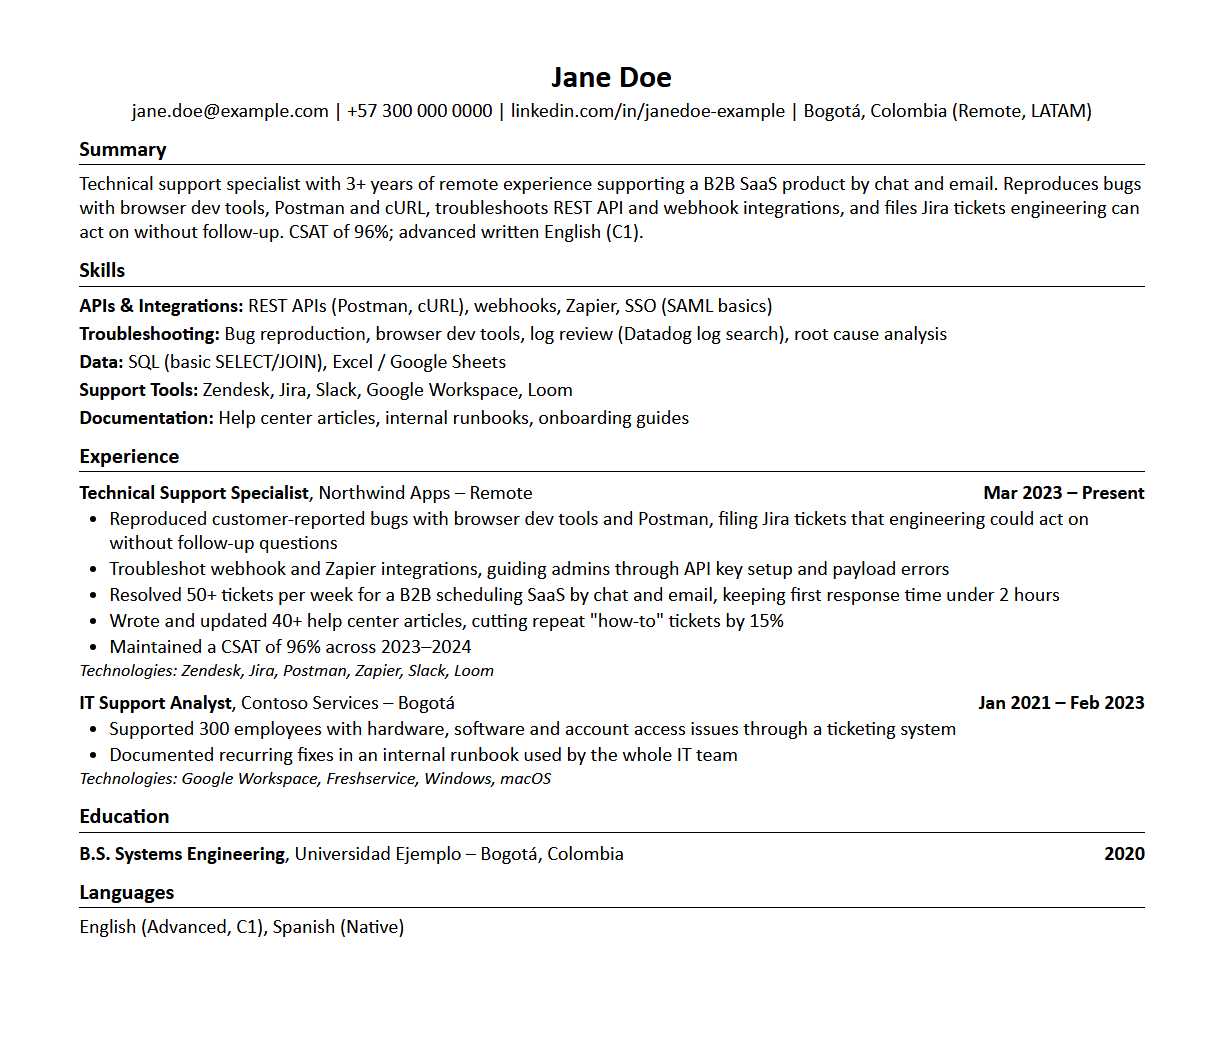 Jane Doe
jane.doe@example.com | +57 300 000 0000 | linkedin.com/in/janedoe-example | Bogotá, Colombia (Remote, LATAM)
Summary
Technical support specialist with 3+ years of remote experience supporting a B2B SaaS product by chat and email. Reproduces bugs
with browser dev tools, Postman and cURL, troubleshoots REST API and webhook integrations, and files Jira tickets engineering can
act on without follow-up. CSAT of 96%; advanced written English (C1).
Skills
APIs & Integrations: REST APIs (Postman, cURL), webhooks, Zapier, SSO (SAML basics)
Troubleshooting: Bug reproduction, browser dev tools, log review (Datadog log search), root cause analysis
Data: SQL (basic SELECT/JOIN), Excel / Google Sheets
Support Tools: Zendesk, Jira, Slack, Google Workspace, Loom
Documentation: Help center articles, internal runbooks, onboarding guides
Experience
Technical Support Specialist, Northwind Apps – Remote Mar 2023 – Present
• Reproduced customer-reported bugs with browser dev tools and Postman, filing Jira tickets that engineering could act on
without follow-up questions
• Troubleshot webhook and Zapier integrations, guiding admins through API key setup and payload errors
• Resolved 50+ tickets per week for a B2B scheduling SaaS by chat and email, keeping first response time under 2 hours
• Wrote and updated 40+ help center articles, cutting repeat "how-to" tickets by 15%
• Maintained a CSAT of 96% across 2023–2024
Technologies: Zendesk, Jira, Postman, Zapier, Slack, Loom
IT Support Analyst, Contoso Services – Bogotá Jan 2021 – Feb 2023
• Supported 300 employees with hardware, software and account access issues through a ticketing system
• Documented recurring fixes in an internal runbook used by the whole IT team
Technologies: Google Workspace, Freshservice, Windows, macOS
Education
B.S. Systems Engineering, Universidad Ejemplo – Bogotá, Colombia 2020
Languages
English (Advanced, C1), Spanish (Native)